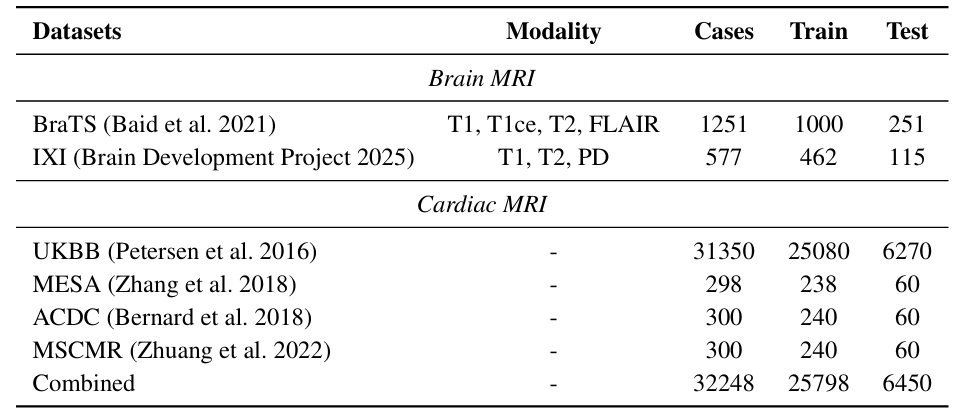 Datasets Modality Cases Train Test
Brain MRI
BraTS (Baid et al. 2021) T1, T1ce, T2, FLAIR 1251 1000 251
IXI (Brain Development Project 2025) T1, T2, PD 577 462 115
Cardiac MRI
UKBB (Petersen et al. 2016) - 31350 25080 6270
MESA (Zhang et al. 2018) - 298 238 60
ACDC (Bernard et al. 2018) - 300 240 60
MSCMR (Zhuang et al. 2022) - 300 240 60
Combined - 32248 25798 6450